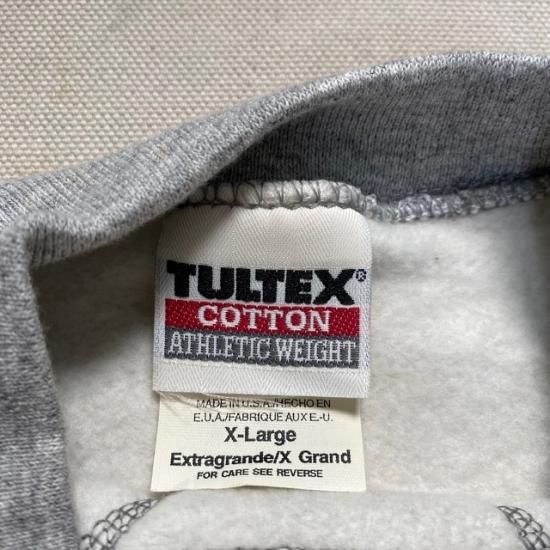 TULTEX®
COTTON
ATHLETIC WEIGHT
MADE IN U.S.A./HECHO EN
E.U.A./FABRIQUE AUX E.-U.
X-Large
Extragrande/X Grand
FOR CARE SEE REVERSE